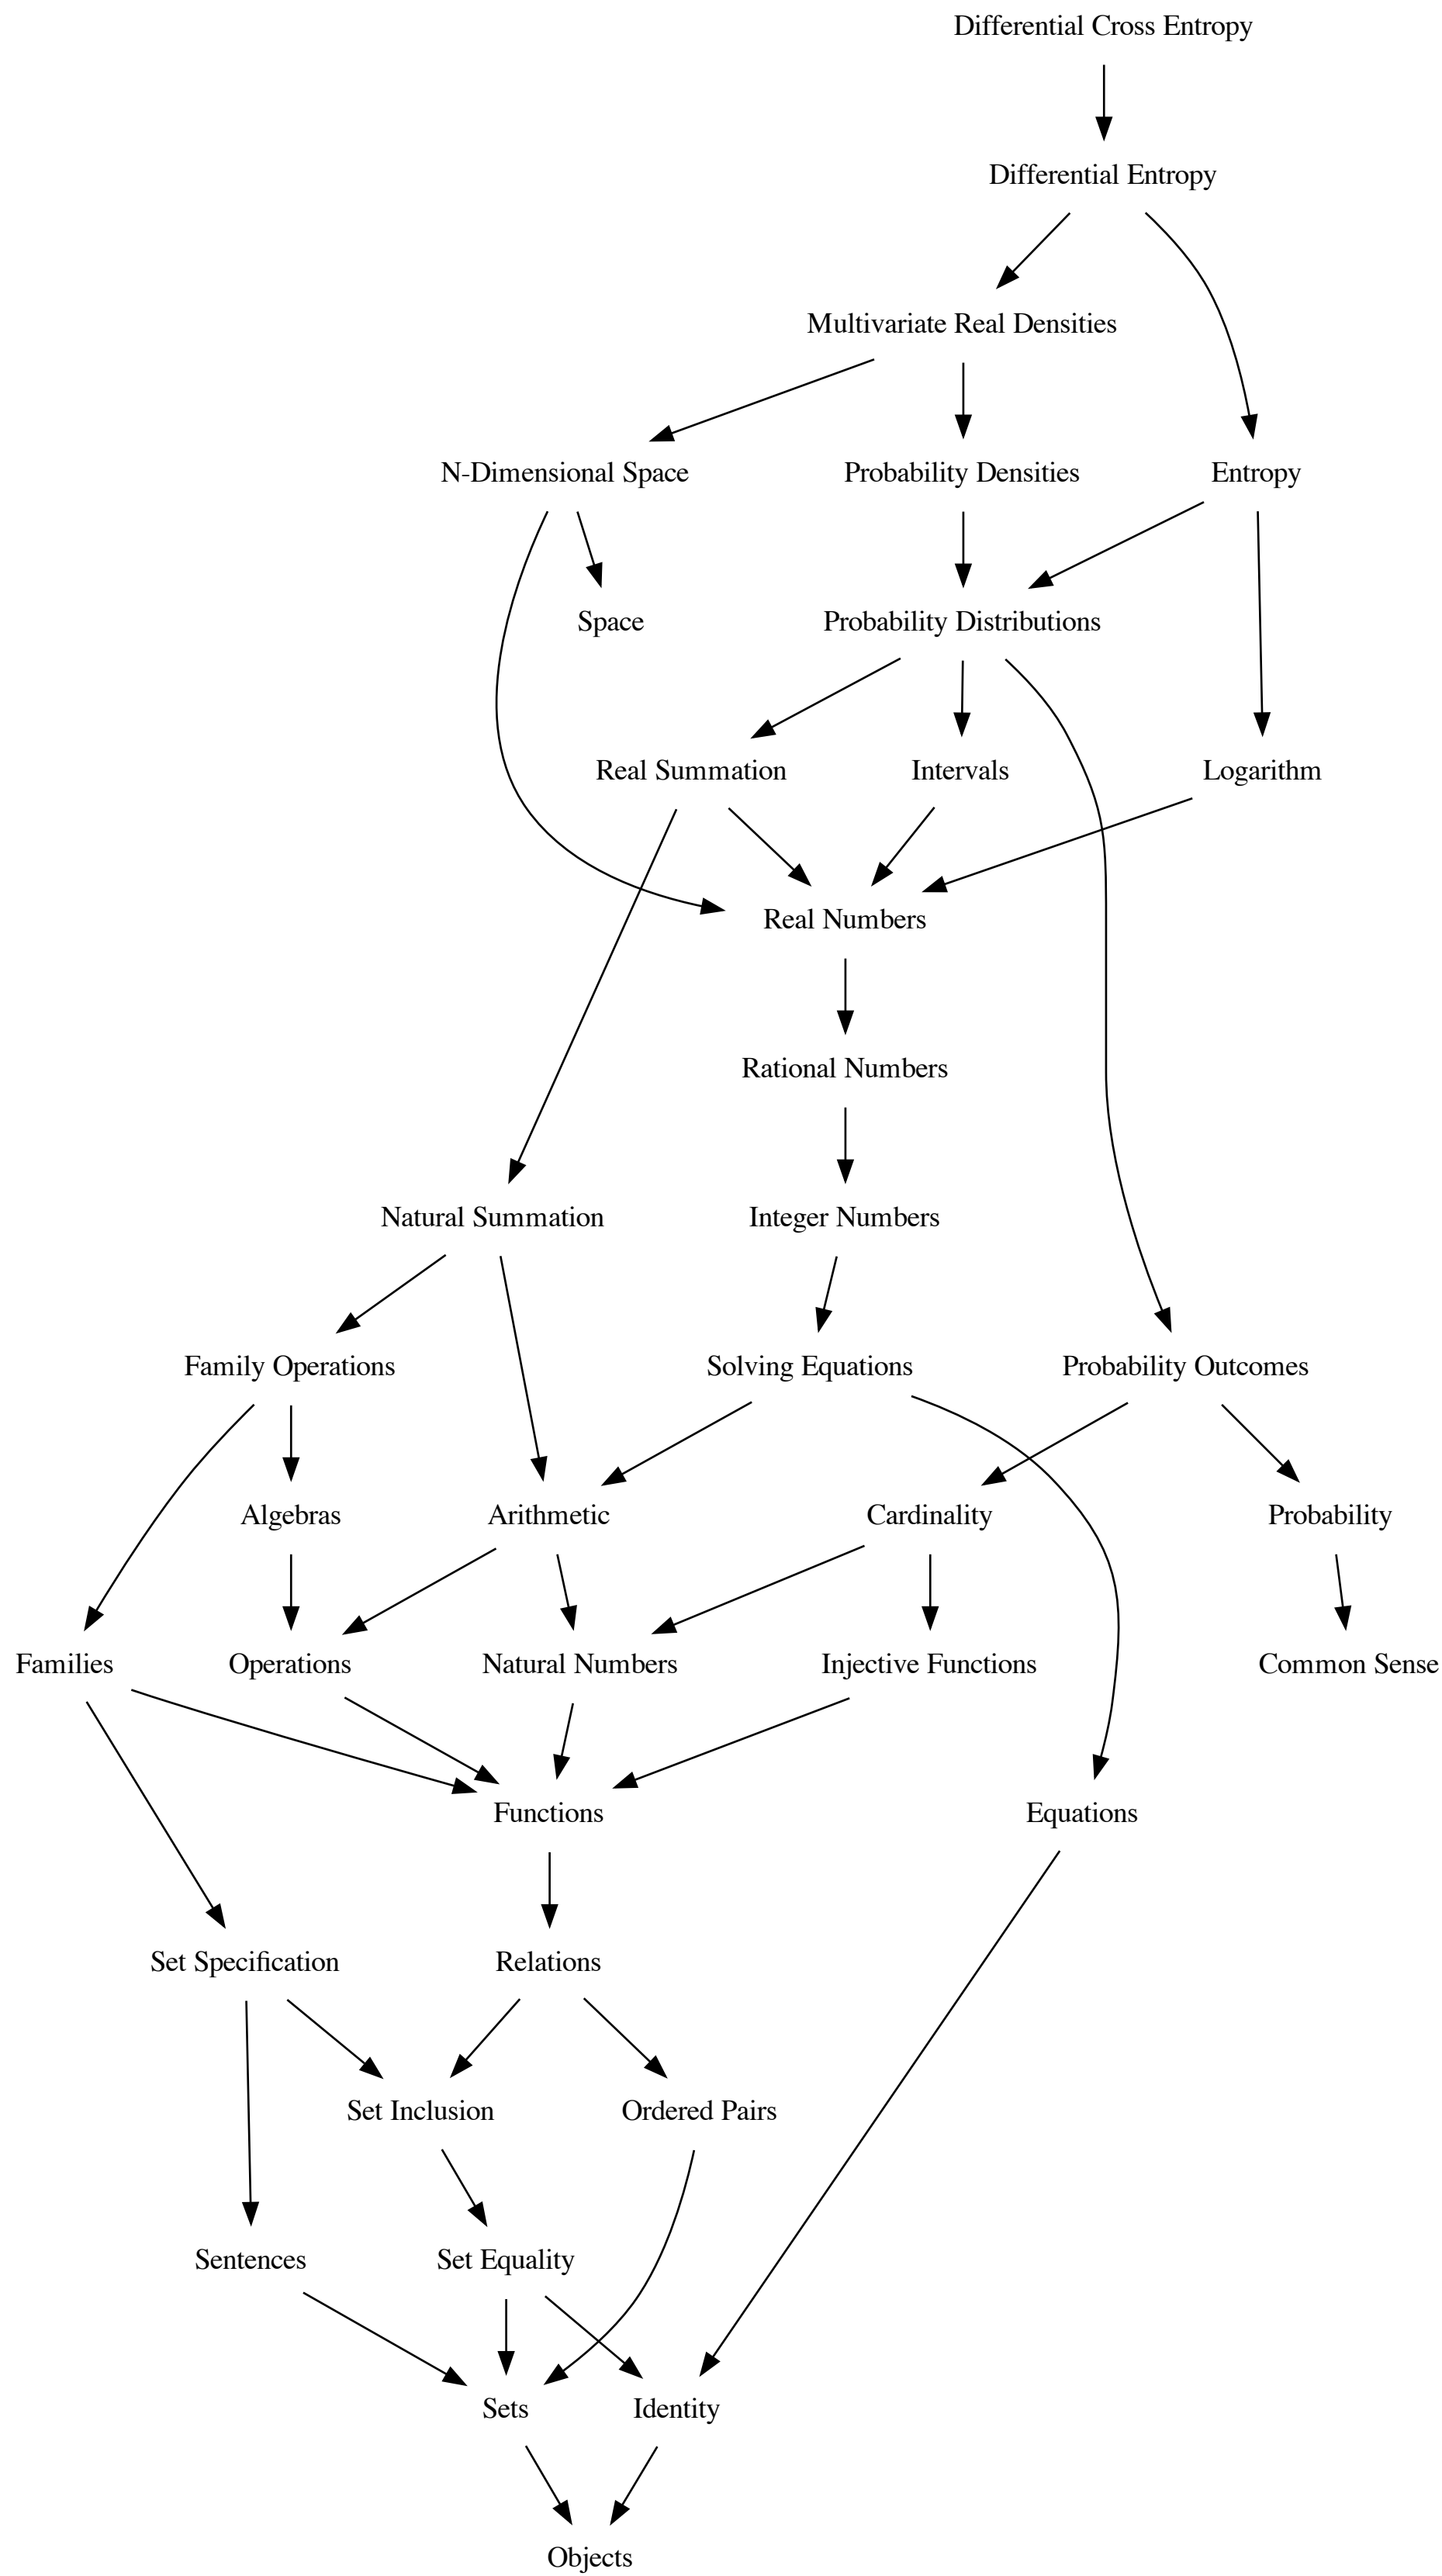 Differential Cross Entropy
Differential Entropy
Multivariate Real Densities
N-Dimensional Space
Probability Densities
Entropy
Space
Probability Distributions
Real Summation
Intervals
Logarithm
Real Numbers
Rational Numbers
Natural Summation
Integer Numbers
Family Operations
Solving Equations
Probability Outcomes
Algebras
Arithmetic
Cardinality
Probability
Families
Operations
Natural Numbers
Injective Functions
Common Sense
Functions
Equations
Set Specification
Relations
Set Inclusion
Ordered Pairs
Sentences
Set Equality
Sets
Identity
Objects